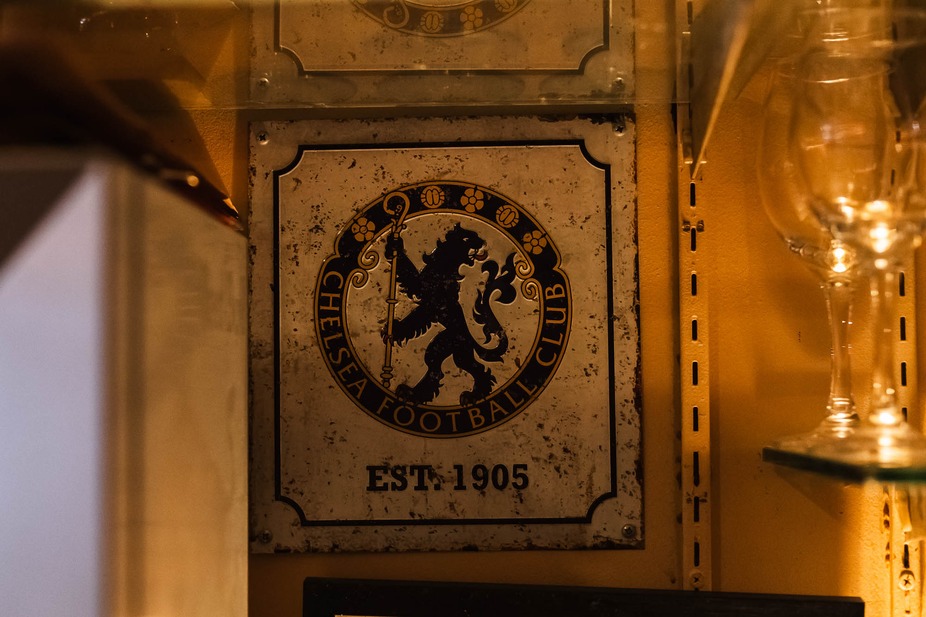 CHELSEA FOOTBALL CLUB
EST. 1905